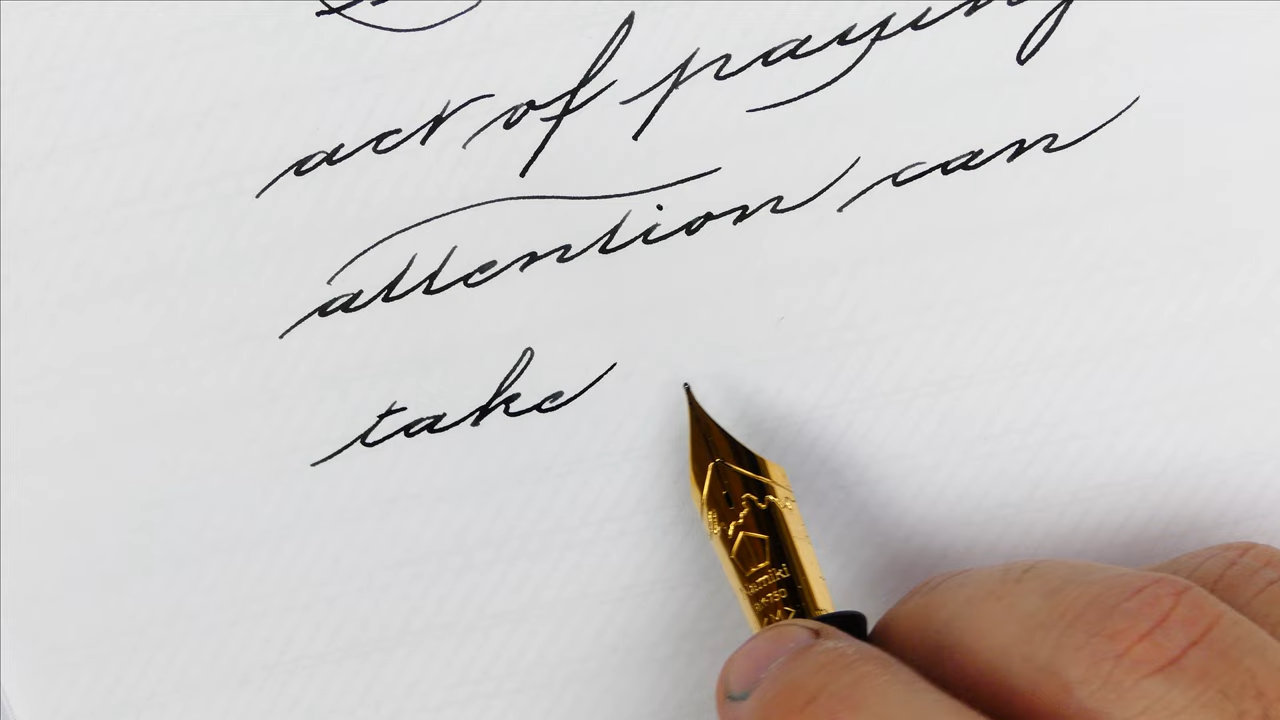 act of paying
attention can
take